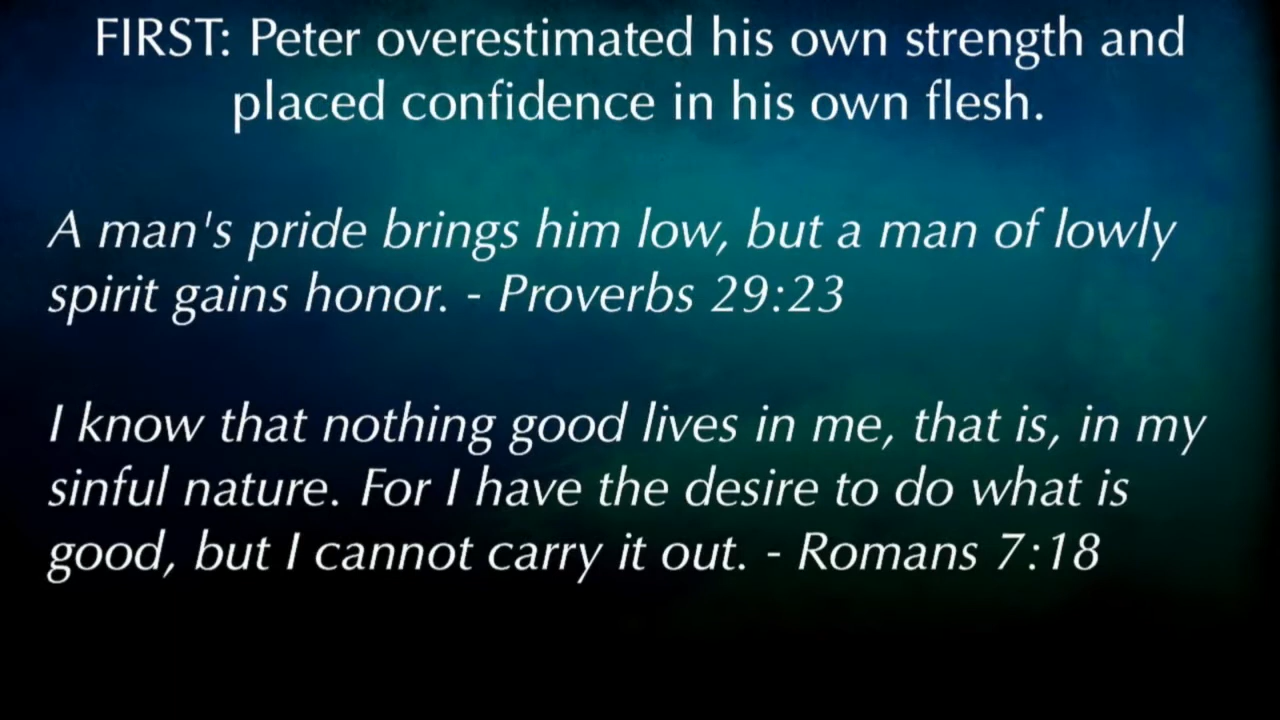 FIRST: Peter overestimated his own strength and
placed confidence in his own flesh.
A man's pride brings him low, but a man of lowly
spirit gains honor. - Proverbs 29:23
I know that nothing good lives in me, that is, in my
sinful nature. For I have the desire to do what is
good, but I cannot carry it out. - Romans 7:18